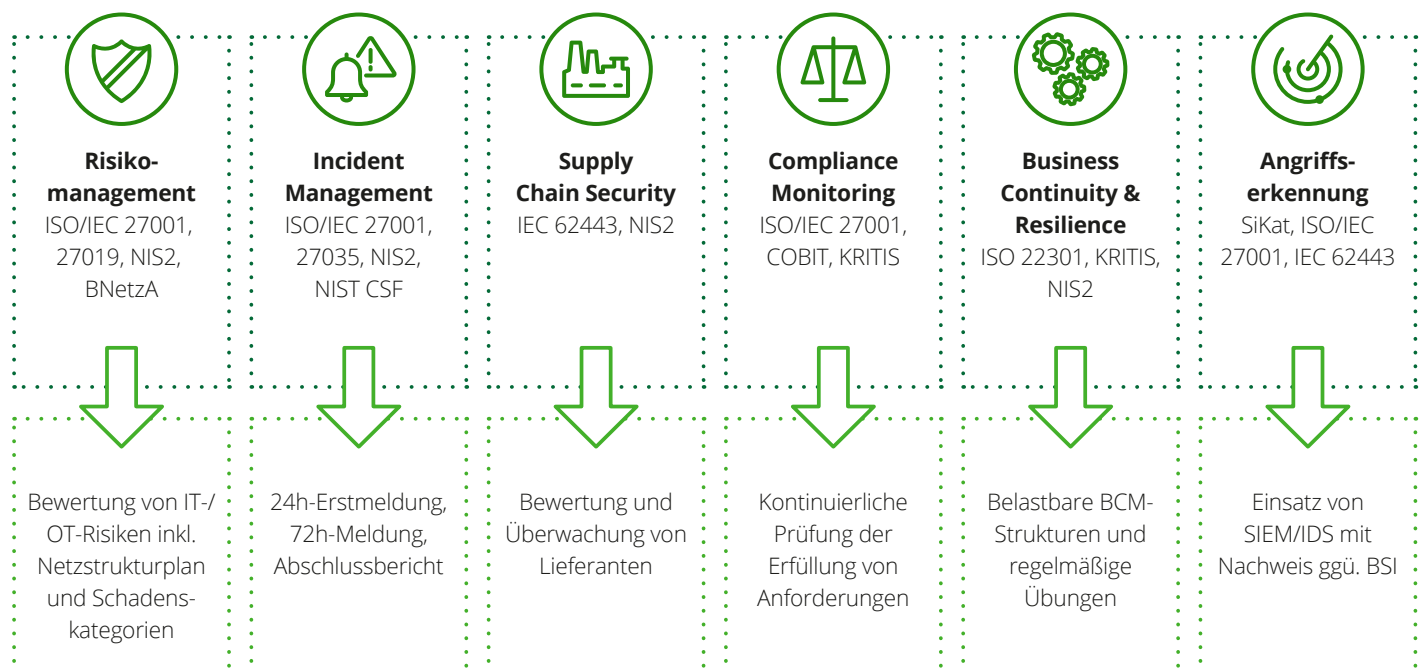 Risiko-
management
ISO/IEC 27001,
27019, NIS2,
BNetzA
Incident
Management
ISO/IEC 27001,
27035, NIS2,
NIST CSF
Supply
Chain Security
IEC 62443, NIS2
Compliance
Monitoring
ISO/IEC 27001,
COBIT, KRITIS
Business
Continuity &
Resilience
ISO 22301, KRITIS,
NIS2
Angriffs-
erkennung
SiKat, ISO/IEC
27001, IEC 62443
Bewertung von IT-/
OT-Risiken inkl.
Netzstrukturplan
und Schadens-
kategorien
24h-Erstmeldung,
72h-Meldung,
Abschlussbericht
Bewertung und
Überwachung von
Lieferanten
Kontinuierliche
Prüfung der
Erfüllung von
Anforderungen
Belastbare BCM-
Strukturen und
regelmäßige
Übungen
Einsatz von
SIEM/IDS mit
Nachweis ggü. BSI